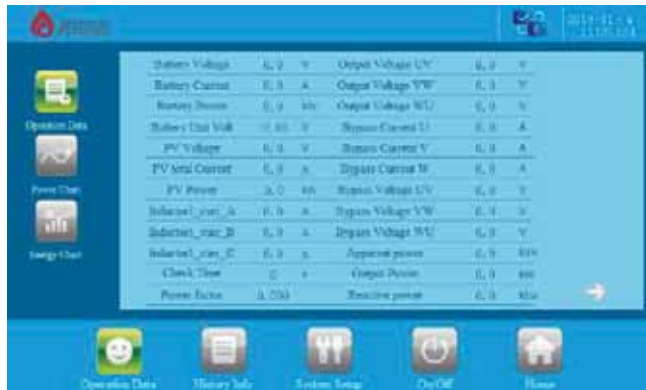 Battery Voltage 0, 0 V Output Voltage UV 0, 0 V
Battery Current 0, 0 A Output Voltage VW 0, 0 V
Battery Power 0, 0 kW Output Voltage WU 0, 0 V
Battery Unit Volt V Bypass Current U 0, 0 A
PV Voltage 0, 0 V Bypass Current V 0, 0 A
PV total Current 0, 0 A Bypass Current W 0, 0 A
PV Power 0, 0 kW Bypass Voltage UV 0, 0 V
Inductor1_curr_A 0, 0 A Bypass Voltage VW 0, 0 V
Inductor1_curr_B 0, 0 A Bypass Voltage WU 0, 0 V
Inductor1_curr_C 0, 0 A Apparent power 0, 0 kVA
Check Time 0 s Output Power 0, 0 kW
Power factor 0, 000 Reactive power 0, 0
Operation Data
Power Chart
Energy Chart
Operation Data History Info System Setup On/Off Home